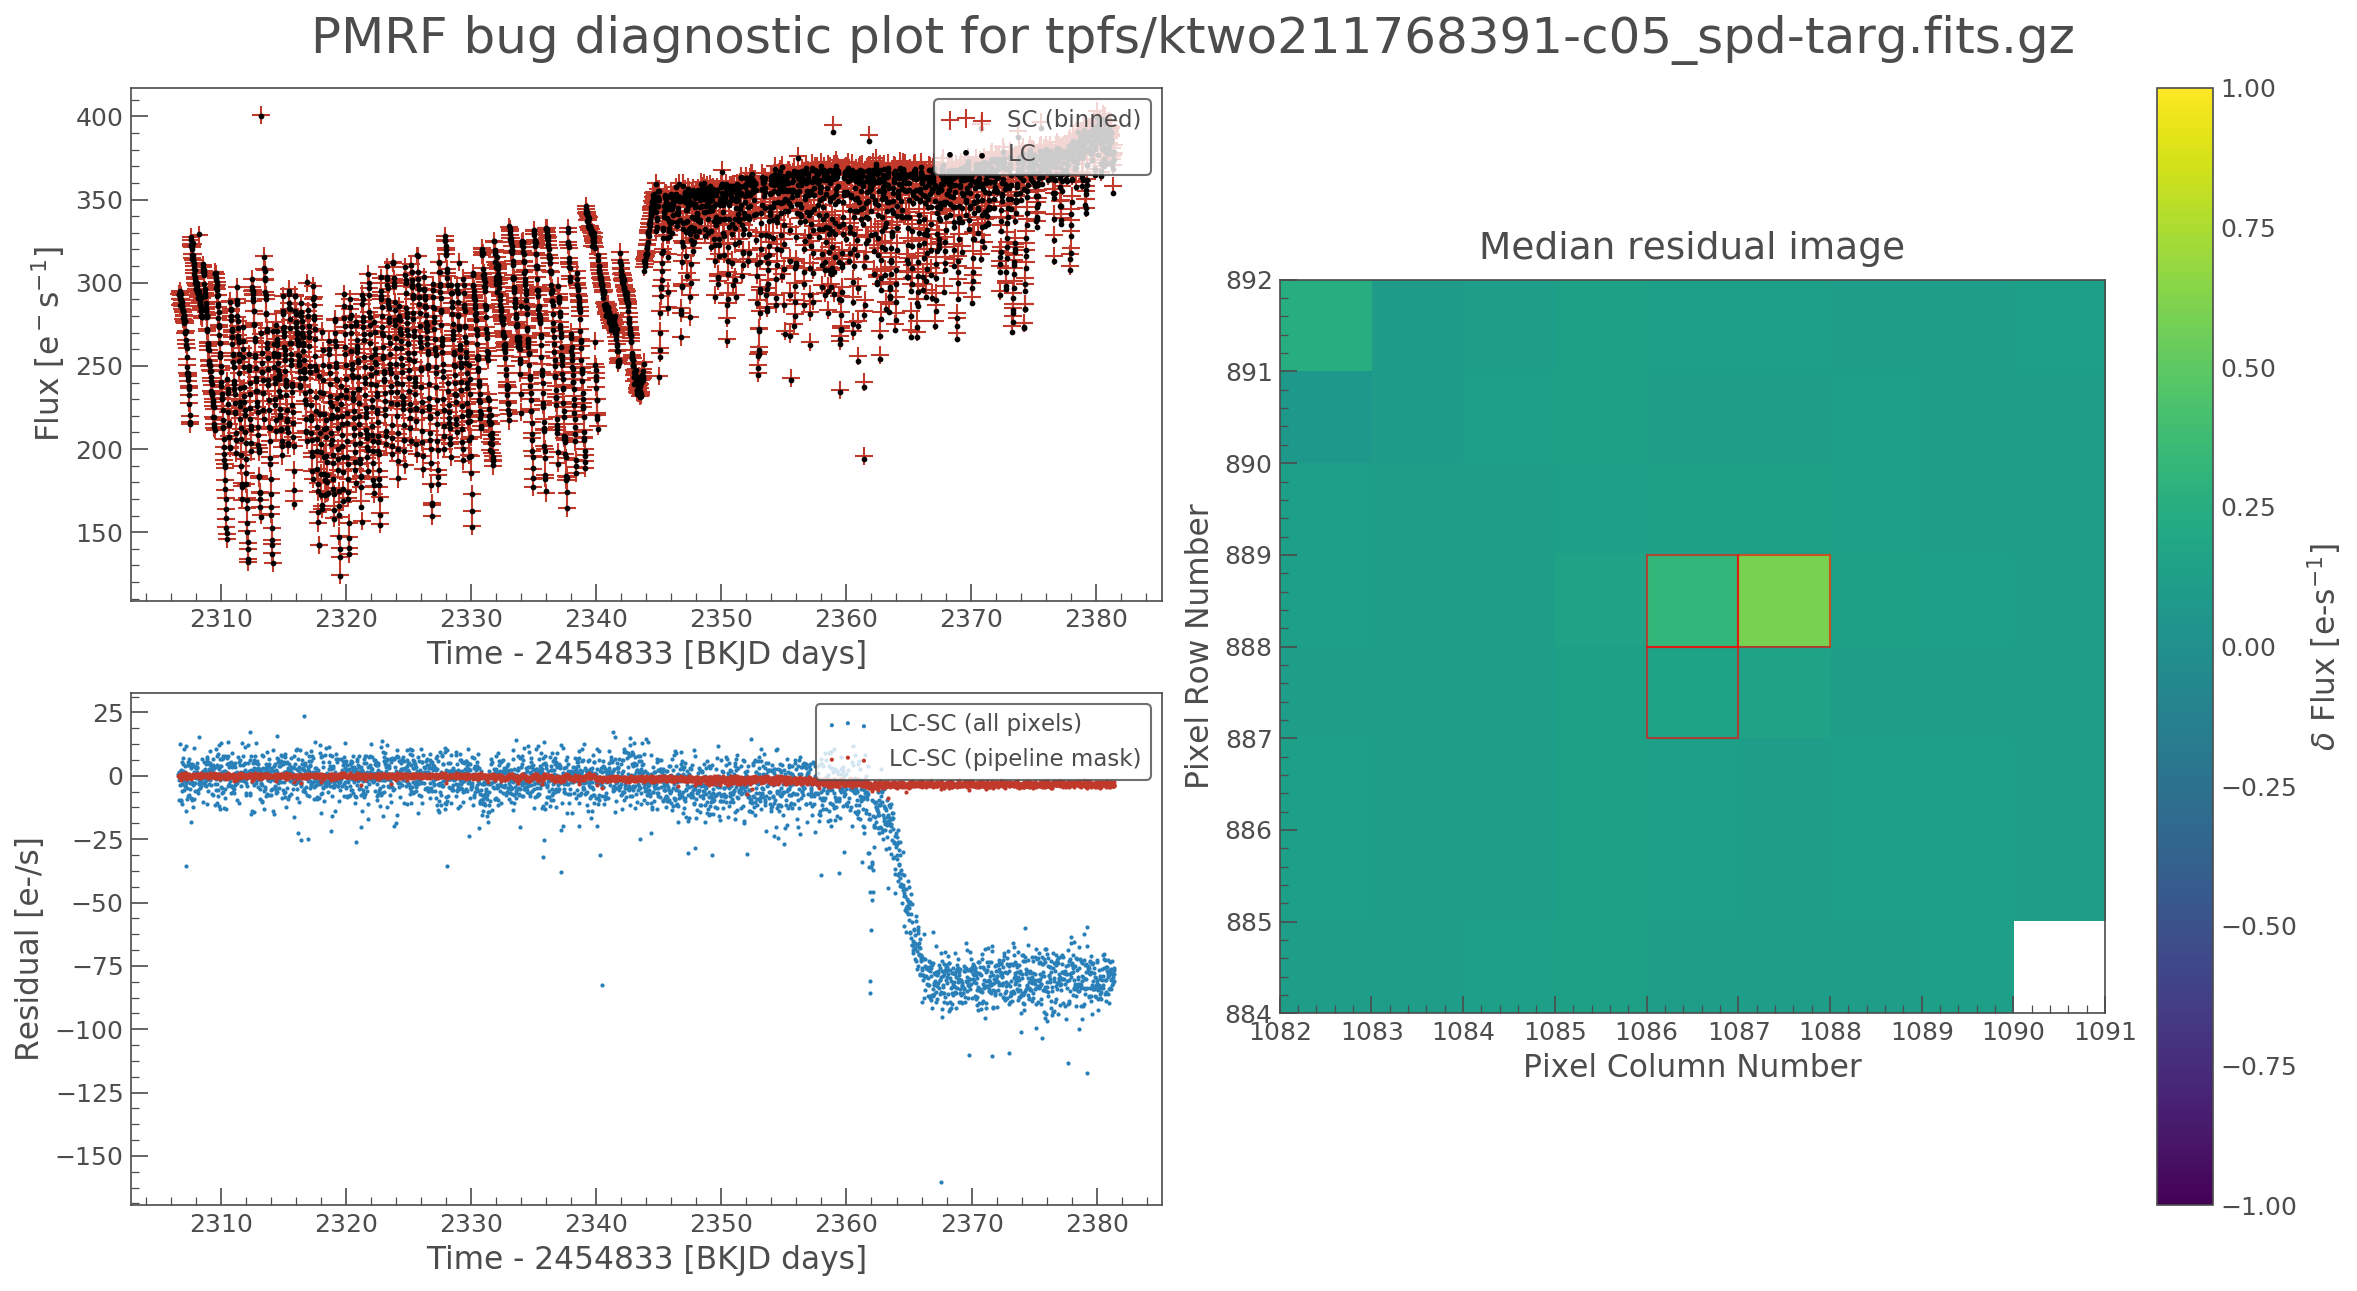 PMRF bug diagnostic plot for tpfs/ktwo211768391-c05_spd-targ.fits.gz
Flux [e⁻ s⁻¹]
400
350
300
250
200
150
SC (binned)
LC
2310 2320 2330 2340 2350 2360 2370 2380
Time - 2454833 [BKJD days]
Residual [e-/s]
25
0
−25
−50
−75
−100
−125
−150
LC-SC (all pixels)
LC-SC (pipeline mask)
2310 2320 2330 2340 2350 2360 2370 2380
Time - 2454833 [BKJD days]
Median residual image
Pixel Row Number
892
891
890
889
888
887
886
885
884
1082 1083 1084 1085 1086 1087 1088 1089 1090 1091
Pixel Column Number
1.00
0.75
0.50
0.25
0.00
−0.25
−0.50
−0.75
−1.00
δ Flux [e-s⁻¹]